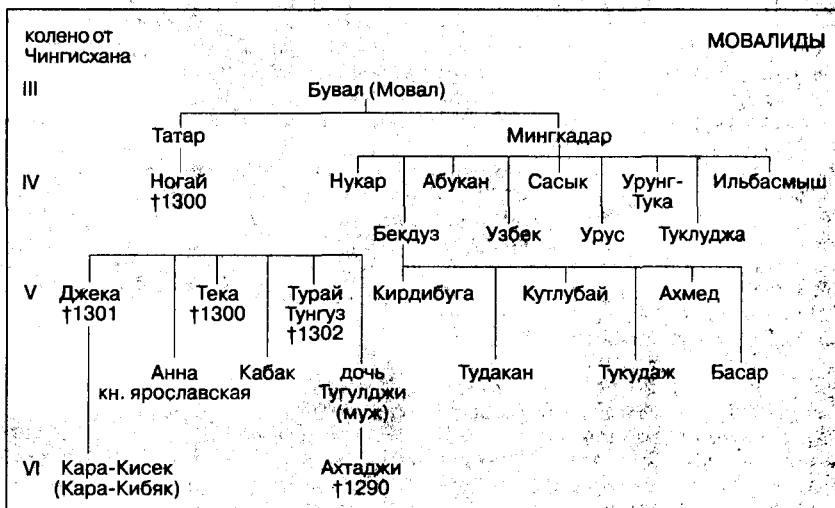 колено от
Чингисхана
МОВАЛИДЫ
III
Бувал (Мовал)
Татар
Мингкадар
IV
Ногай
†1300
Нукар
Абукан
Сасык
Урунг-
Тука
Ильбасмыш
Бекдуз
Узбек
Урус
Туклуджа
V
Джека
†1301
Тека
†1300
Турай
Тунгуз
†1302
Кирдибуга
Кутлубай
Ахмед
Анна
кн. ярославская
Кабак
дочь
Тугулджи
(муж)
Тудакан
Тукудаж
Басар
VI
Кара-Кисек
(Кара-Кибяк)
Ахтаджи
†1290